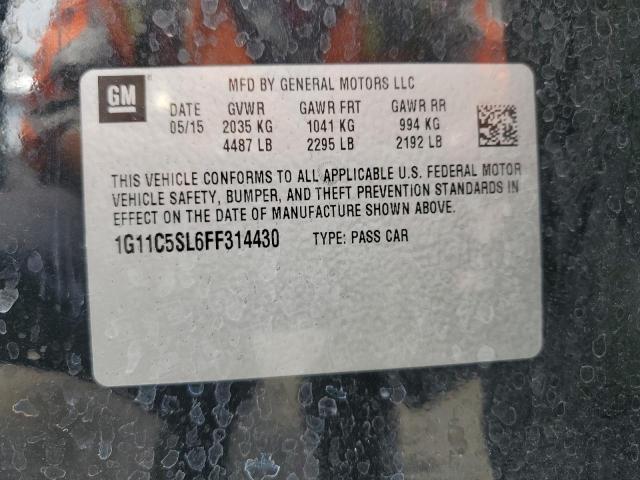 GM
MFD BY GENERAL MOTORS LLC
DATE GVWR GAWR FRT GAWR RR
05/15 2035 KG 1041 KG 994 KG
4487 LB 2295 LB 2192 LB
THIS VEHICLE CONFORMS TO ALL APPLICABLE U.S. FEDERAL MOTOR
VEHICLE SAFETY, BUMPER, AND THEFT PREVENTION STANDARDS IN
EFFECT ON THE DATE OF MANUFACTURE SHOWN ABOVE.
1G11C5SL6FF314430 TYPE: PASS CAR